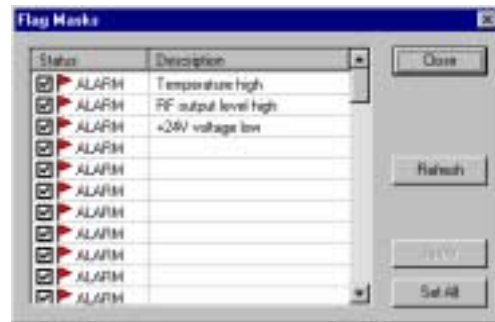 Flag Masks
Status Description
ALARM Temperature high
ALARM RF output level high
ALARM +24V voltage low
ALARM
ALARM
ALARM
ALARM
ALARM
ALARM
ALARM
ALARM
Close
Refresh
Apply
Set All